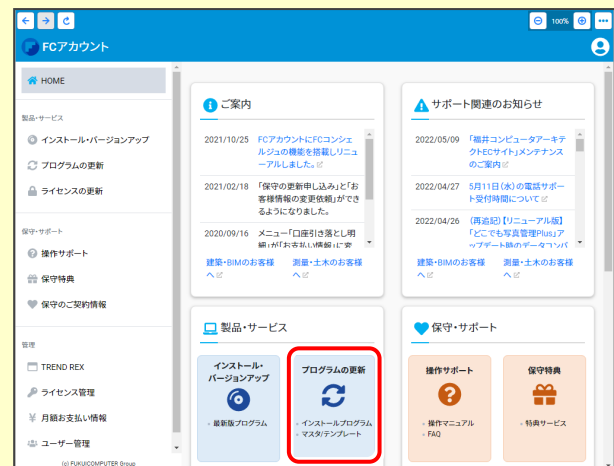 100%
FCアカウント
HOME
製品・サービス
インストール・バージョンアップ
プログラムの更新
ライセンスの更新
保守・サポート
操作サポート
保守特典
保守のご契約情報
管理
TREND REX
ライセンス管理
月額お支払い情報
ユーザー管理
(c) FUKUICOMPUTER Group
ご案内
2021/10/25 FCアカウントにFCコンシェ
ルジュの機能を搭載しリニュ
ーアルしました。
2021/02/18 「保守の更新申し込み」と「お
客様情報の変更依頼」ができ
るようになりました。
2020/09/16 メニュー「口座引き落とし明
細」が「お支払い情報」に変
建築・BIMのお客様
へ
測量・土木のお客様
へ
サポート関連のお知らせ
2022/05/09 「福井コンピュータアーキテ
クトECサイト」メンテナンス
のご案内
2022/04/27 5月11日(水)の電話サポー
ト受付時間について
2022/04/26 (再追記)【リニューアル版】
「どこでも写真管理Plus」ア
ップデート時のデータコンバ
建築・BIMのお客様
へ
測量・土木のお客様
へ
製品・サービス
インストール・
バージョンアップ
・最新版プログラム
プログラムの更新
・インストールプログラム
・マスタ/テンプレート
保守・サポート
操作サポート
・操作マニュアル
・FAQ
保守特典
・特典サービス